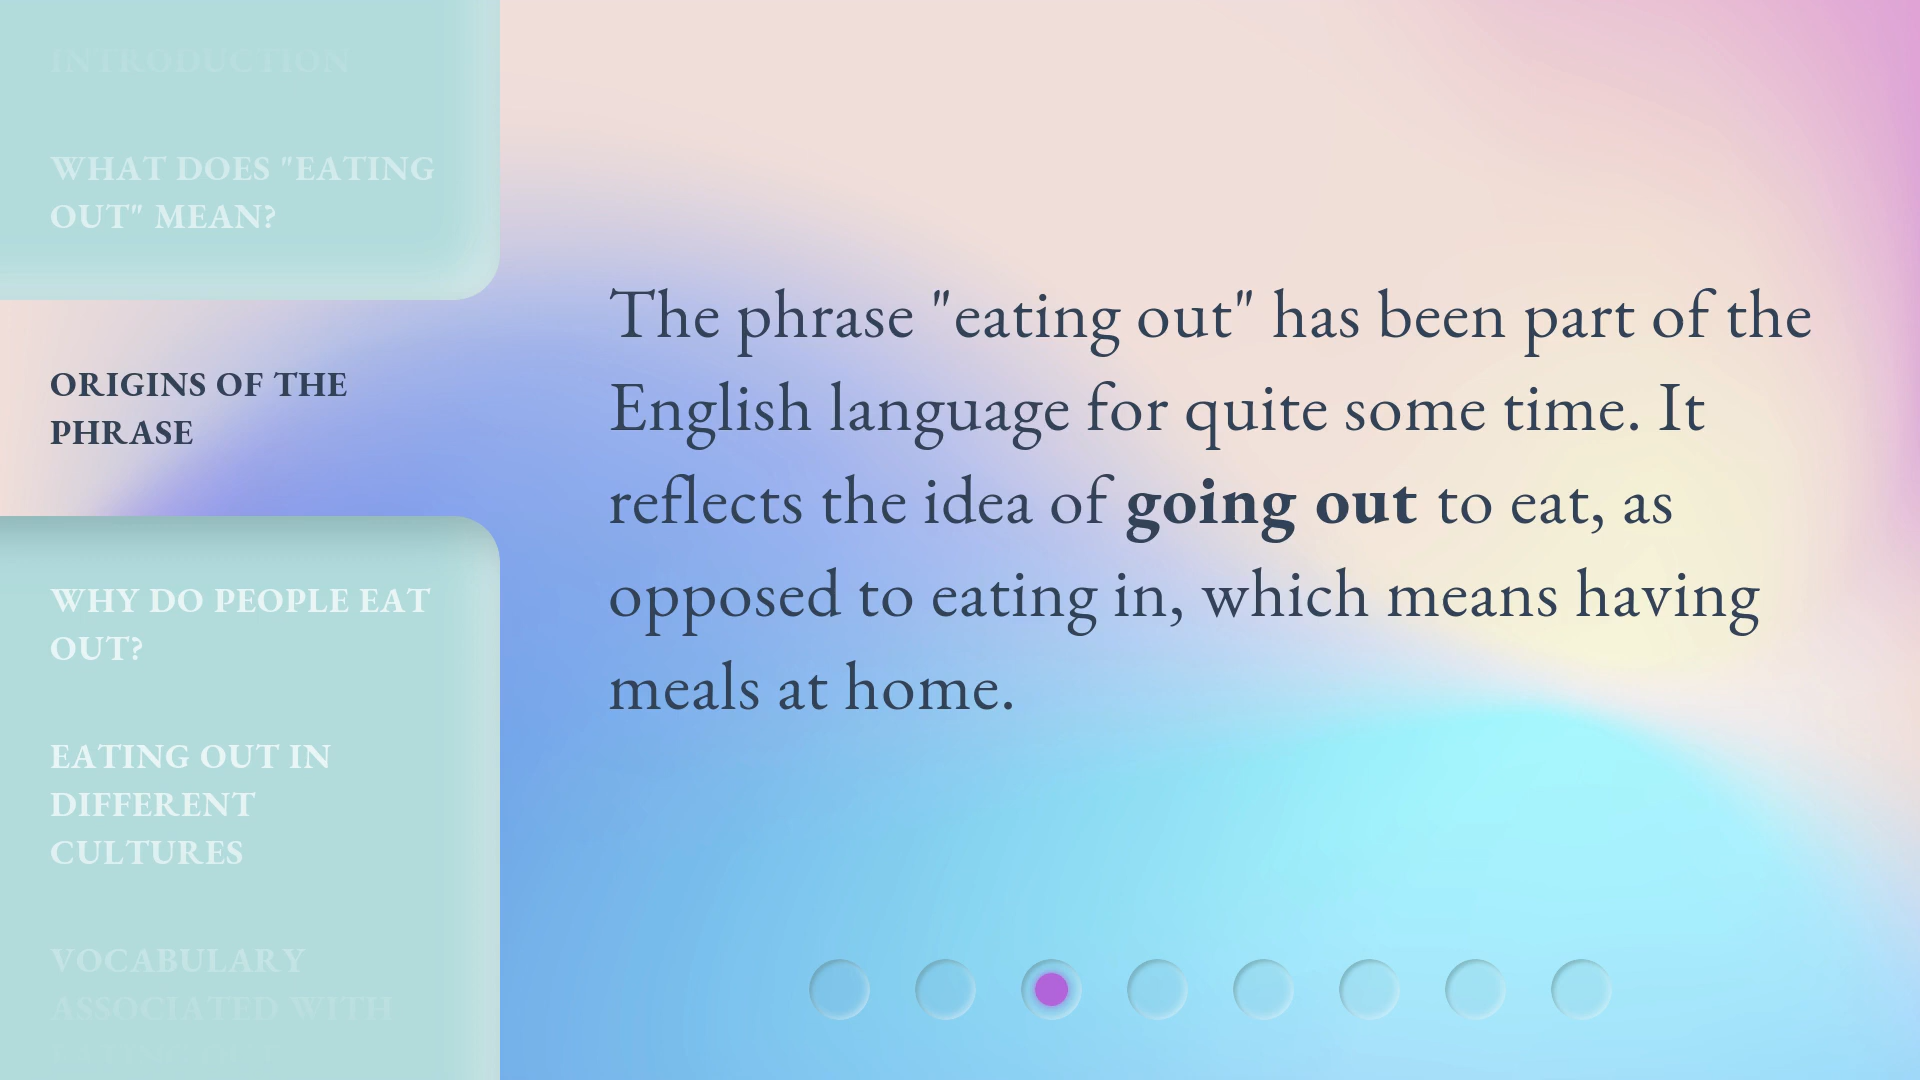 INTRODUCTION
WHAT DOES "EATING
OUT" MEAN?
ORIGINS OF THE
PHRASE
WHY DO PEOPLE EAT
OUT?
EATING OUT IN
DIFFERENT
CULTURES
VOCABULARY
ASSOCIATED WITH
EATING OUT
The phrase "eating out" has been part of the
English language for quite some time. It
reflects the idea of going out to eat, as
opposed to eating in, which means having
meals at home.